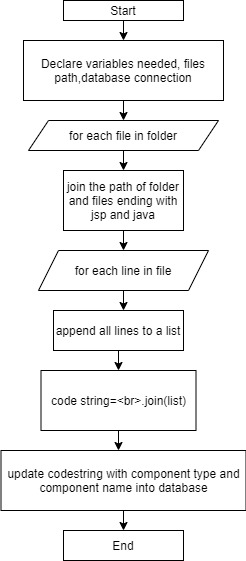 Start
Declare variables needed, files
path,database connection
for each file in folder
join the path of folder
and files ending with
jsp and java
for each line in file
append all lines to a list
code string=<br>.join(list)
update codestring with component type and
component name into database
End